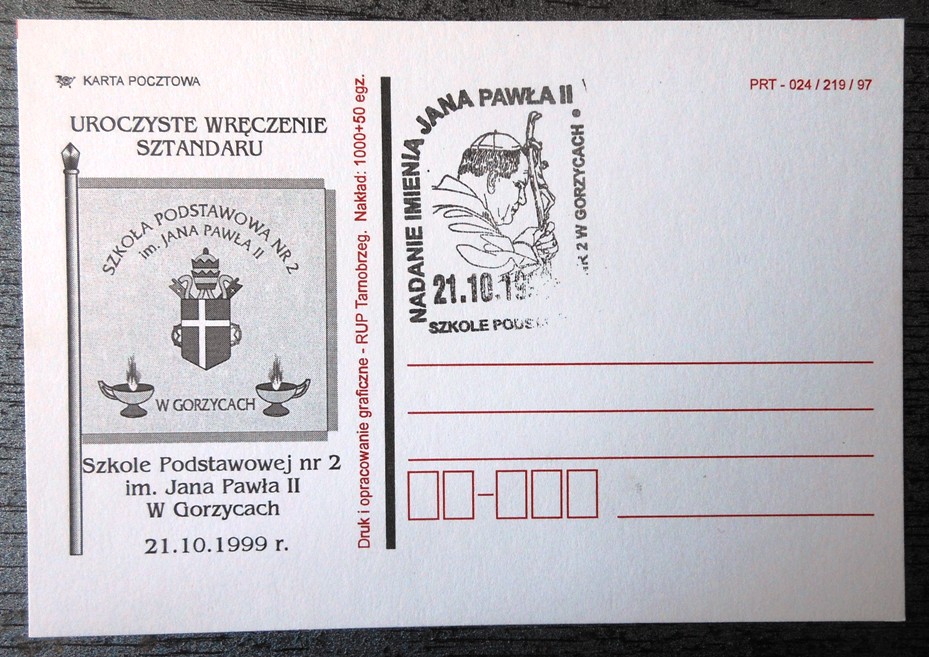 KARTA POCZTOWA
UROCZYSTE WRĘCZENIE
SZTANDARU
SZKOŁA PODSTAWOWA NR 2
im. JANA PAWŁA II
W GORZYCACH
Szkole Podstawowej nr 2
im. Jana Pawła II
W Gorzycach
21.10.1999 r.
Druk i opracowanie graficzne - RUP Tarnobrzeg. Nakład: 1000+50 egz.
NADANIE IMIENIA JANA PAWŁA II
21.10.19
SZKOLE
NR 2 W GORZYCACH
PRT - 024 / 219 / 97